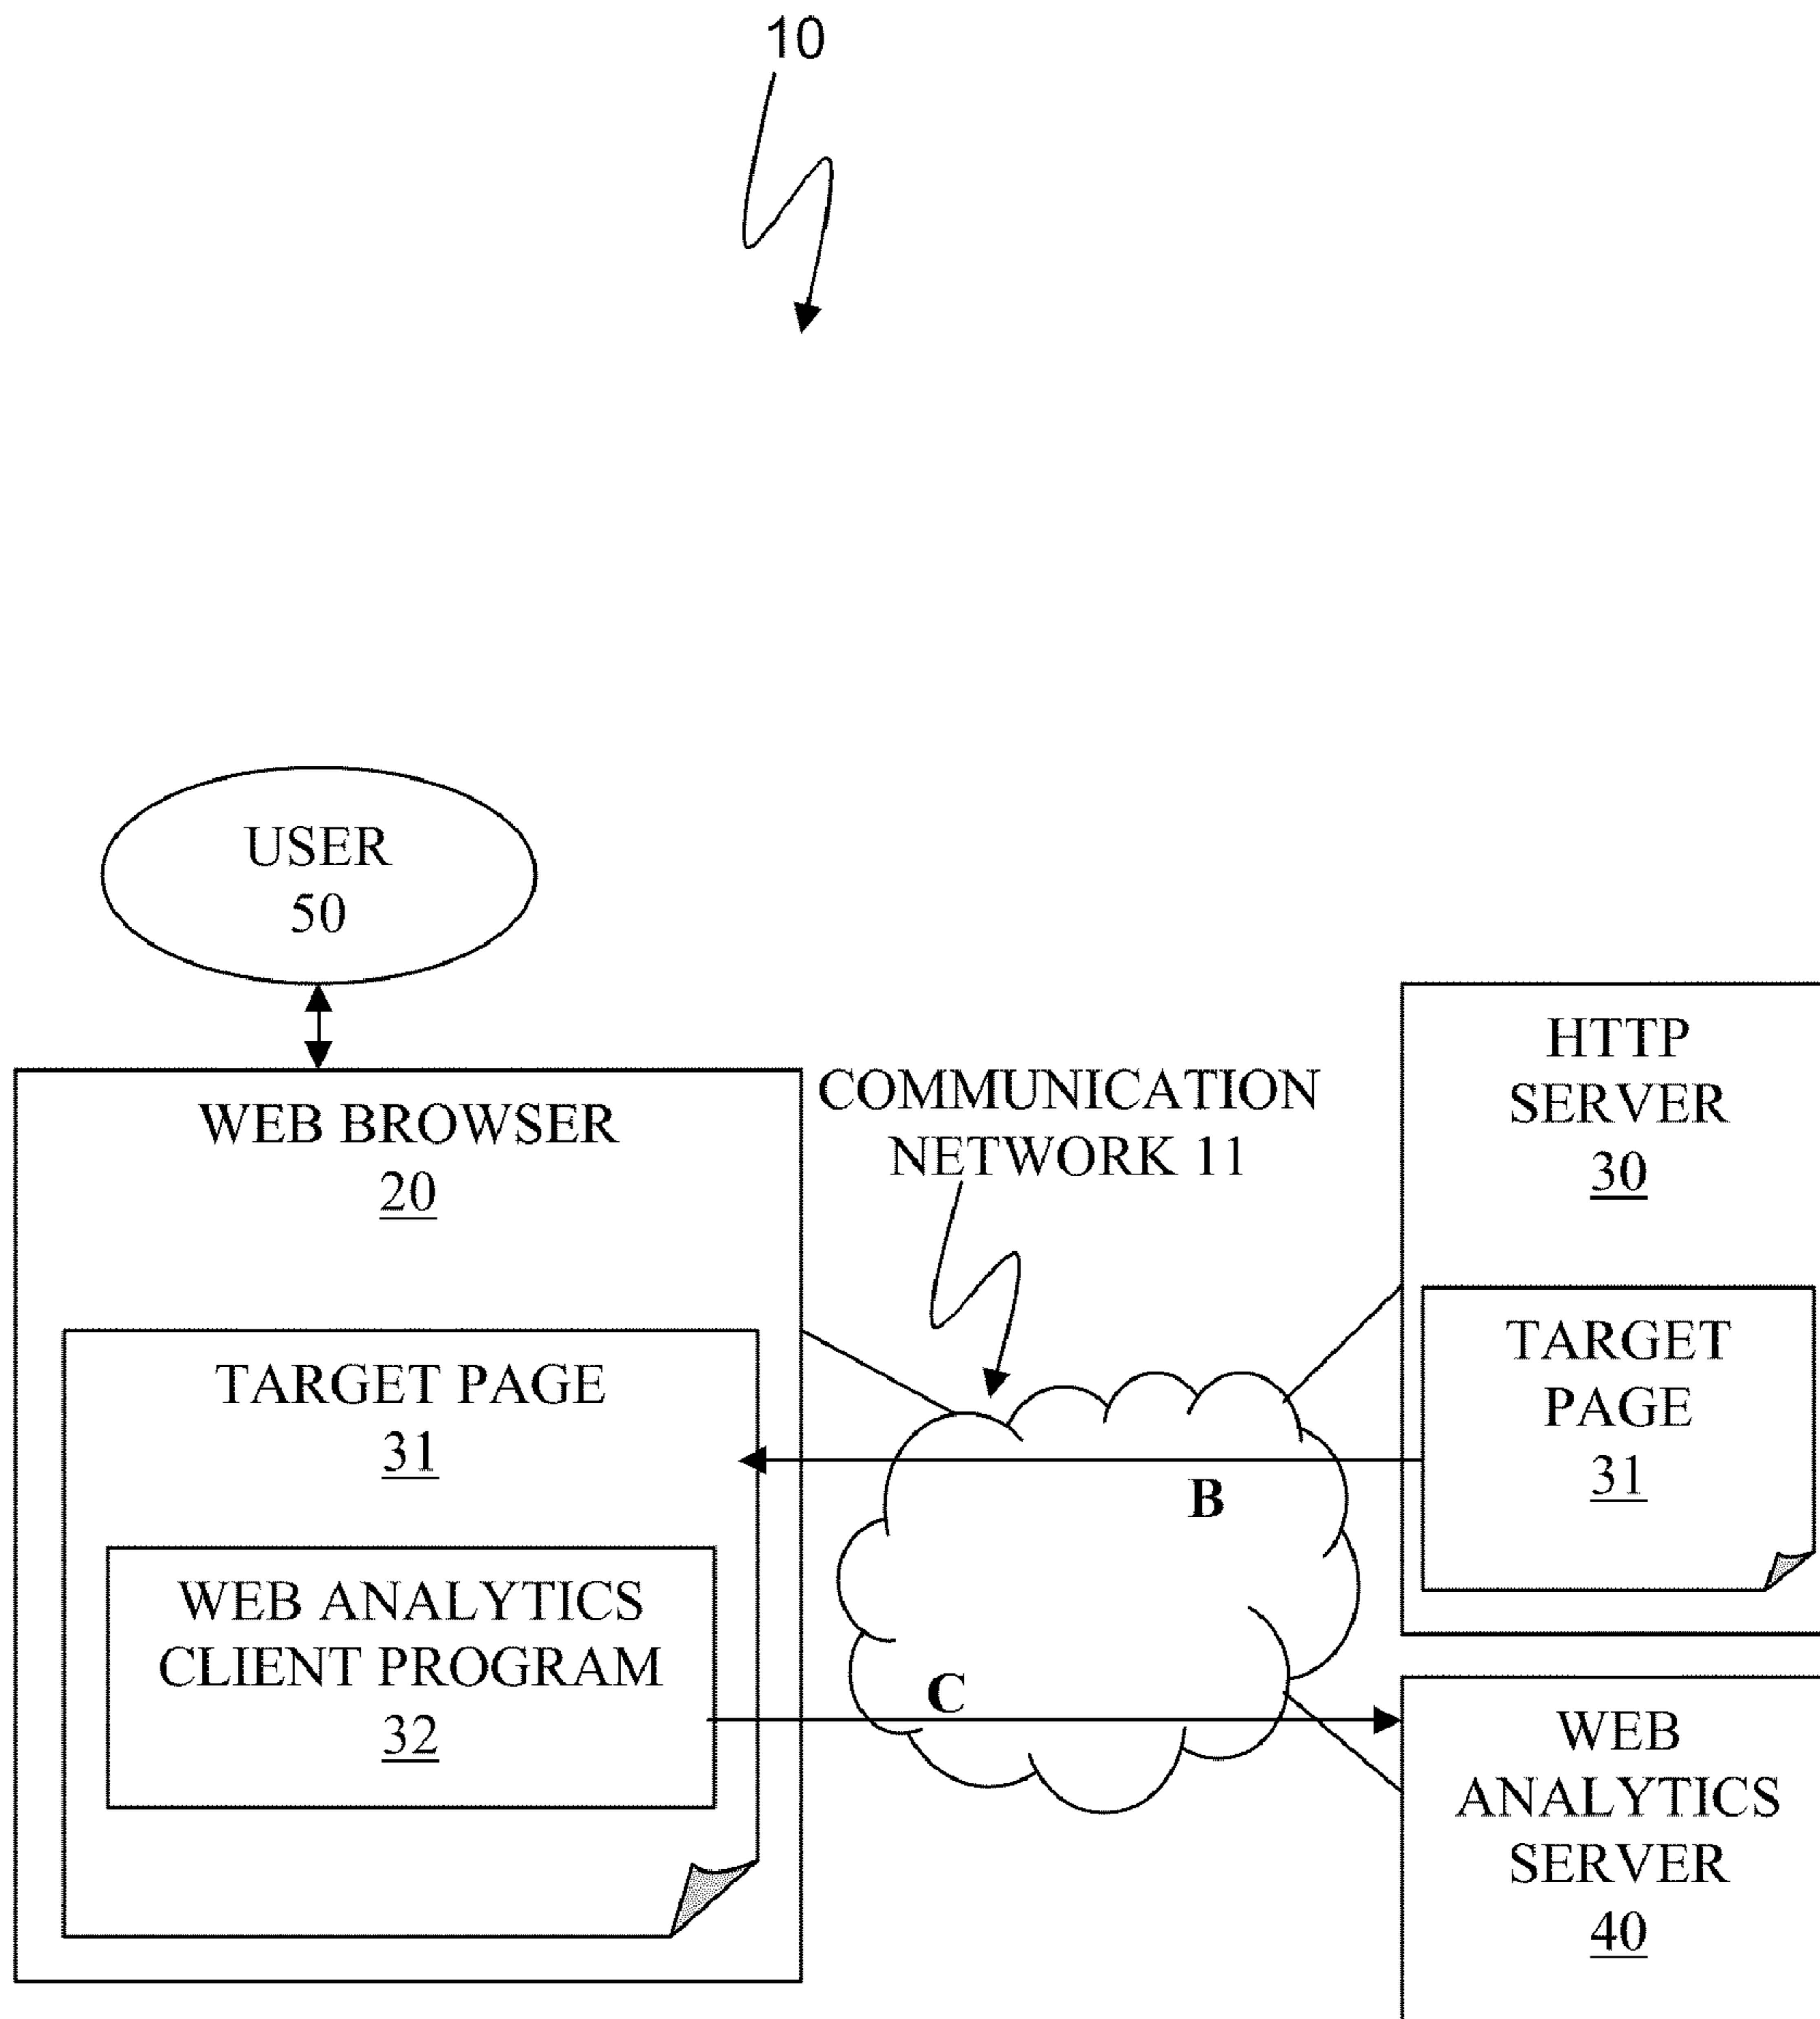 10
USER
50
WEB BROWSER
20
TARGET PAGE
31
WEB ANALYTICS
CLIENT PROGRAM
32
COMMUNICATION
NETWORK 11
B
C
HTTP
SERVER
30
TARGET
PAGE
31
WEB
ANALYTICS
SERVER
40